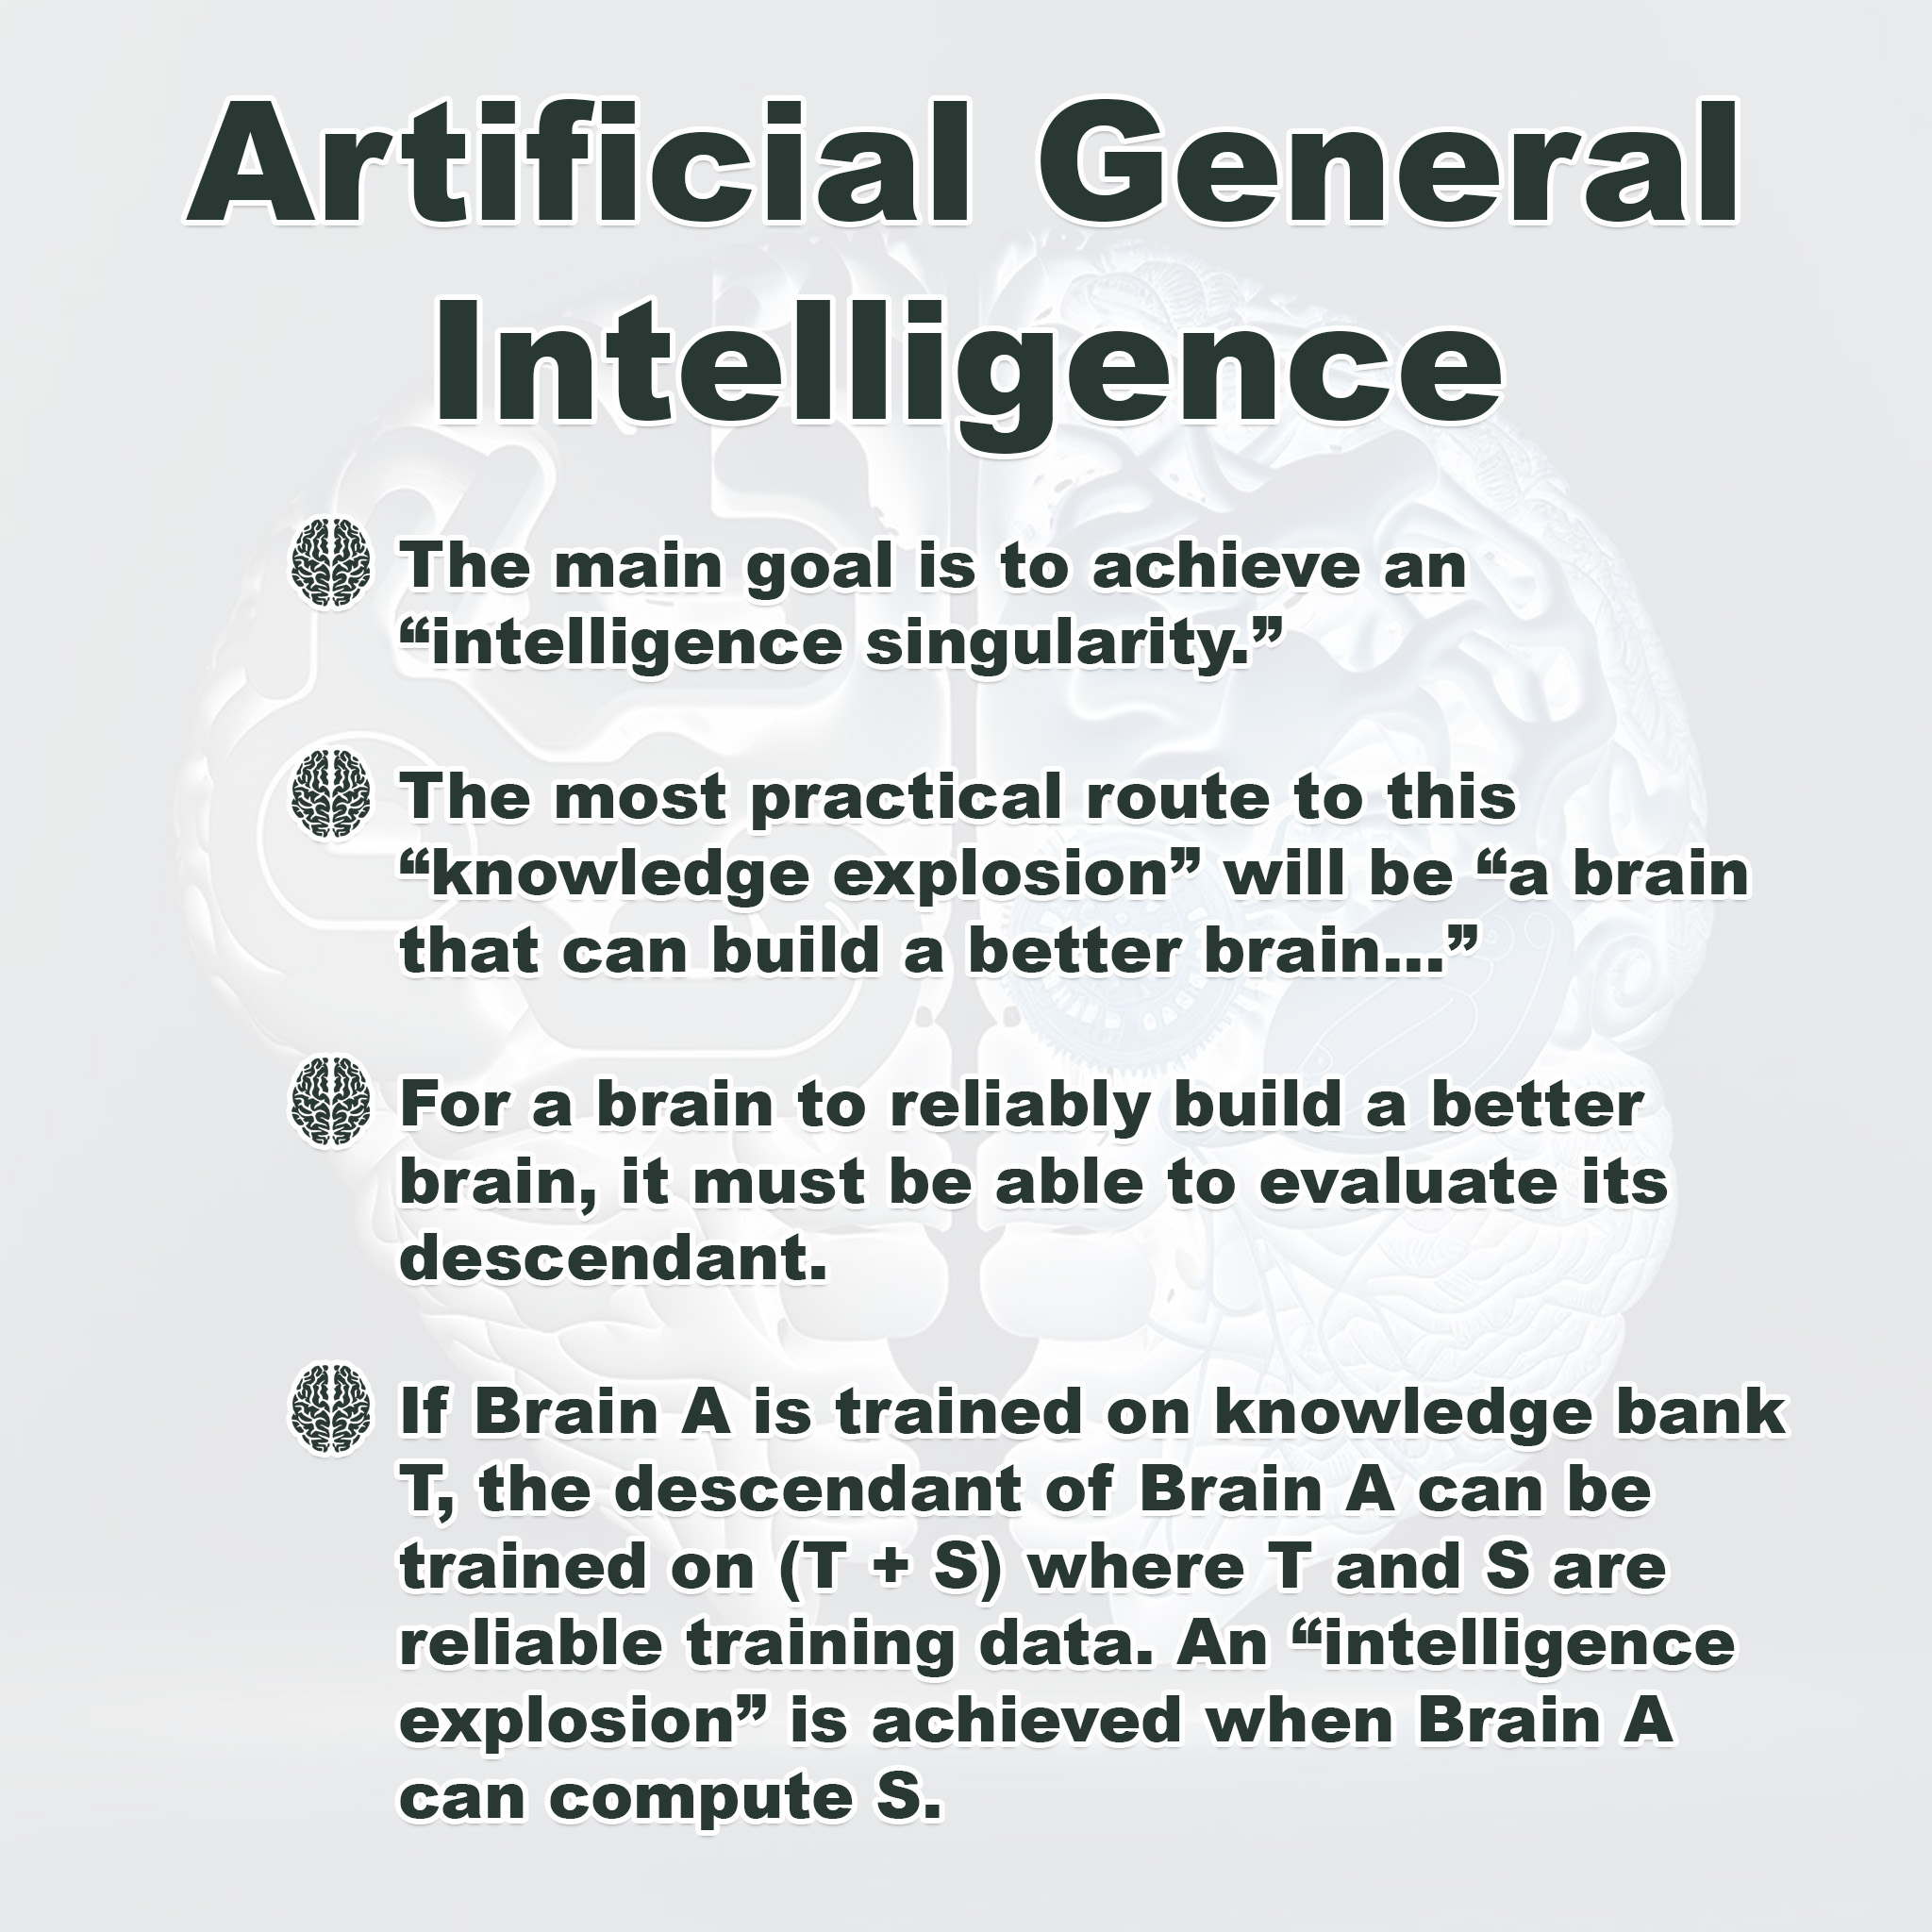 Artificial General
Intelligence
The main goal is to achieve an
“intelligence singularity.”
The most practical route to this
“knowledge explosion” will be “a brain
that can build a better brain...”
For a brain to reliably build a better
brain, it must be able to evaluate its
descendant.
If Brain A is trained on knowledge bank
T, the descendant of Brain A can be
trained on (T + S) where T and S are
reliable training data. An “intelligence
explosion” is achieved when Brain A
can compute S.